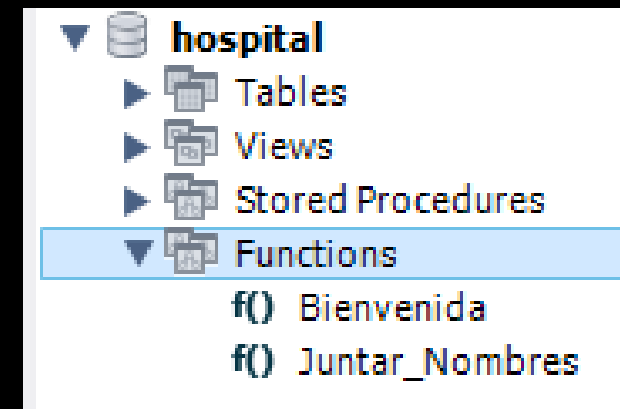 hospital
Tables
Views
Stored Procedures
Functions
f() Bienvenida
f() Juntar_Nombres